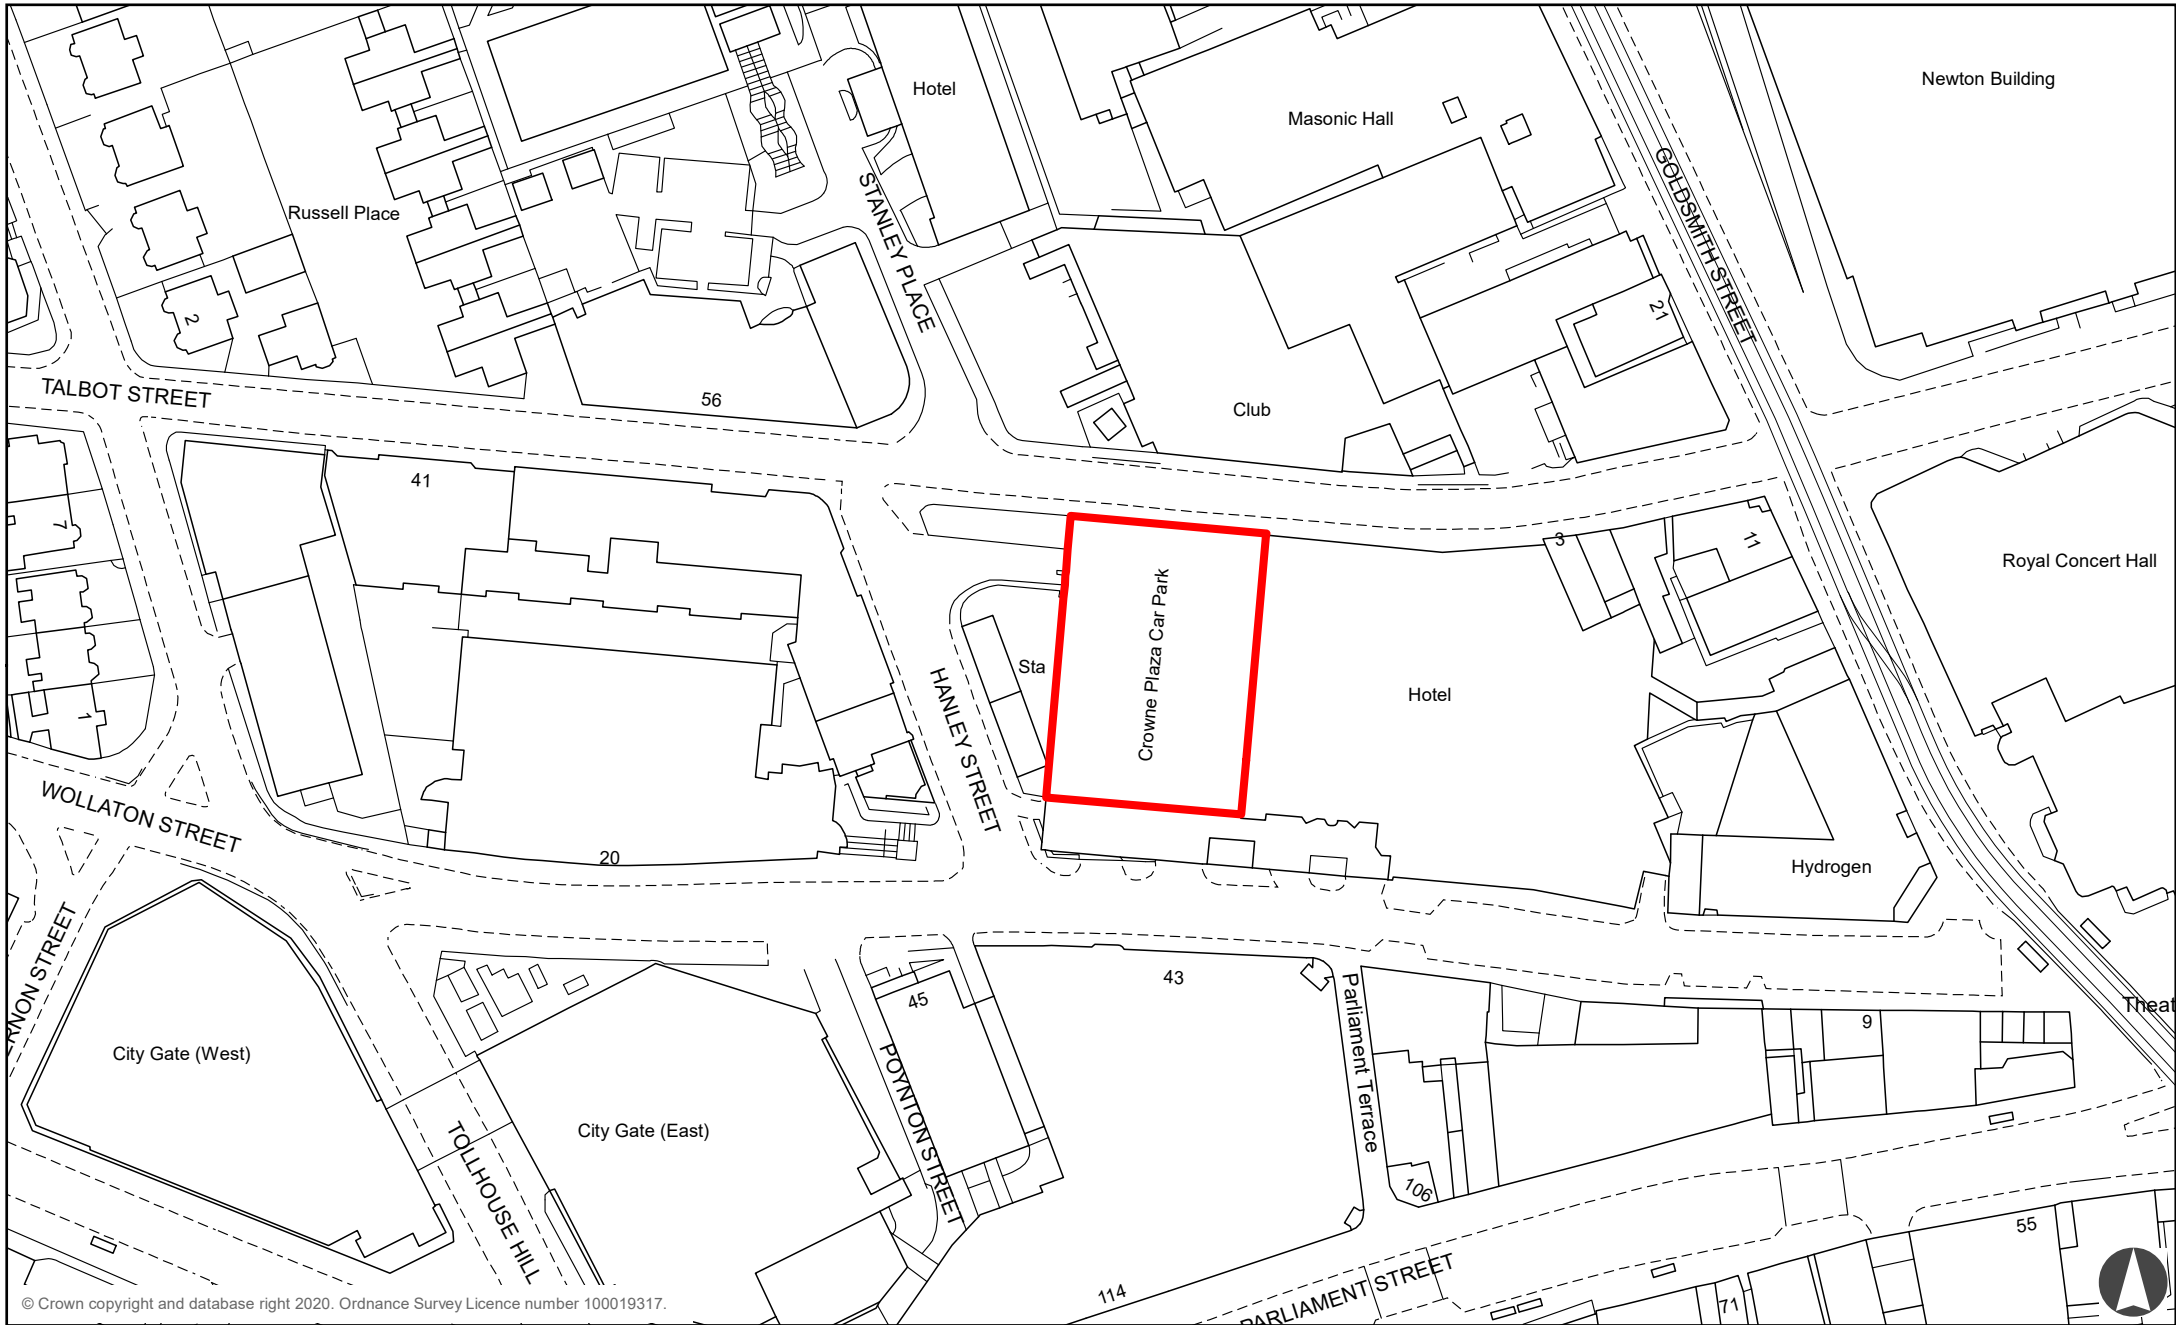 Hotel
Newton Building
Masonic Hall
GOLDSMITH STREET
STANLEY PLACE
Russell Place
2
21
TALBOT STREET
56
Club
41
7
3
11
Royal Concert Hall
Crowne Plaza Car Park
Sta
HANLEY STREET
Hotel
1
WOLLATON STREET
20
Hydrogen
ERNON STREET
45
43
Parliament Terrace
Theat
9
City Gate (West)
POYNTON STREET
City Gate (East)
TOLLHOUSE HILL
106
55
114
PARLIAMENT STREET
71
© Crown copyright and database right 2020. Ordnance Survey Licence number 100019317.